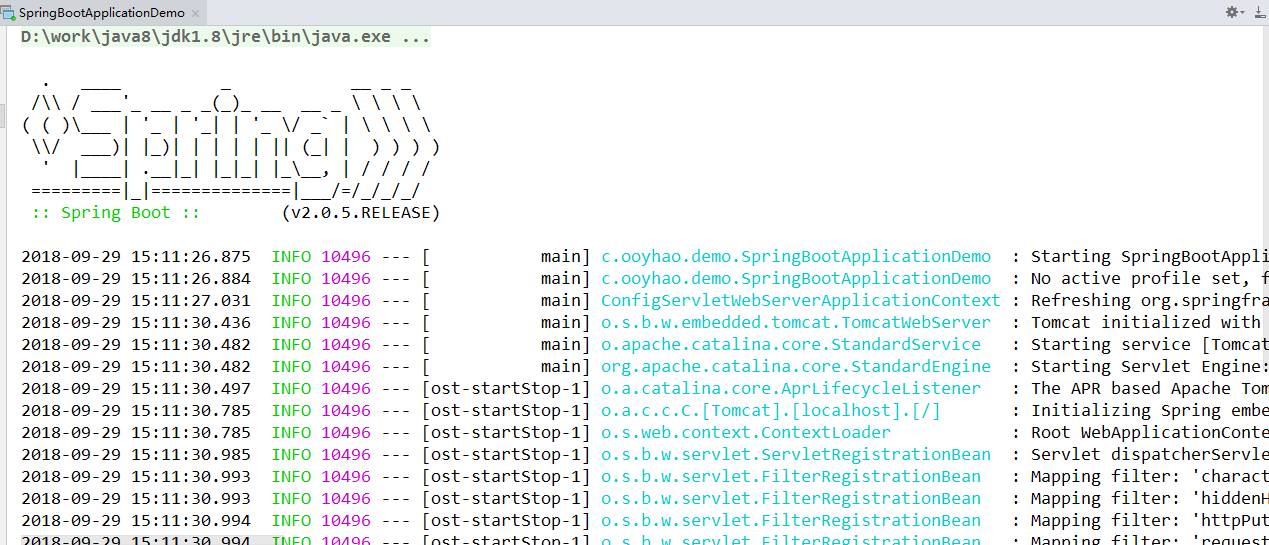 SpringBootApplicationDemo
D:\work\java8\jdk1.8\jre\bin\java.exe ...
  .   ____          _            __ _ _
 /\\ / ___'_ __ _ _(_)_ __  __ _ \ \ \ \
( ( )\___ | '_ | '_| | '_ \/ _` | \ \ \ \
 \\/  ___)| |_)| | | | | || (_| |  ) ) ) )
  '  |____| .__|_| |_|_| |_\__, | / / / /
 =========|_|==============|___/=/_/_/_/
 :: Spring Boot ::        (v2.0.5.RELEASE)
2018-09-29 15:11:26.875  INFO 10496 --- [           main] c.ooyhao.demo.SpringBootApplicationDemo  : Starting SpringBootAppli
2018-09-29 15:11:26.884  INFO 10496 --- [           main] c.ooyhao.demo.SpringBootApplicationDemo  : No active profile set, f
2018-09-29 15:11:27.031  INFO 10496 --- [           main] ConfigServletWebServerApplicationContext : Refreshing org.springfra
2018-09-29 15:11:30.436  INFO 10496 --- [           main] o.s.b.w.embedded.tomcat.TomcatWebServer  : Tomcat initialized with
2018-09-29 15:11:30.482  INFO 10496 --- [           main] o.apache.catalina.core.StandardService   : Starting service [Tomcat
2018-09-29 15:11:30.482  INFO 10496 --- [           main] org.apache.catalina.core.StandardEngine  : Starting Servlet Engine:
2018-09-29 15:11:30.497  INFO 10496 --- [ost-startStop-1] o.a.catalina.core.AprLifecycleListener   : The APR based Apache Tom
2018-09-29 15:11:30.785  INFO 10496 --- [ost-startStop-1] o.a.c.c.C.[Tomcat].[localhost].[/]       : Initializing Spring embe
2018-09-29 15:11:30.785  INFO 10496 --- [ost-startStop-1] o.s.web.context.ContextLoader            : Root WebApplicationConte
2018-09-29 15:11:30.985  INFO 10496 --- [ost-startStop-1] o.s.b.w.servlet.ServletRegistrationBean  : Servlet dispatcherServle
2018-09-29 15:11:30.993  INFO 10496 --- [ost-startStop-1] o.s.b.w.servlet.FilterRegistrationBean   : Mapping filter: 'charact
2018-09-29 15:11:30.993  INFO 10496 --- [ost-startStop-1] o.s.b.w.servlet.FilterRegistrationBean   : Mapping filter: 'hiddenH
2018-09-29 15:11:30.994  INFO 10496 --- [ost-startStop-1] o.s.b.w.servlet.FilterRegistrationBean   : Mapping filter: 'httpPut
2018-09-29 15:11:30.994  INFO 10496 --- [ost-startStop-1] o.s.b.w.servlet.FilterRegistrationBean   : Mapping filter: 'request